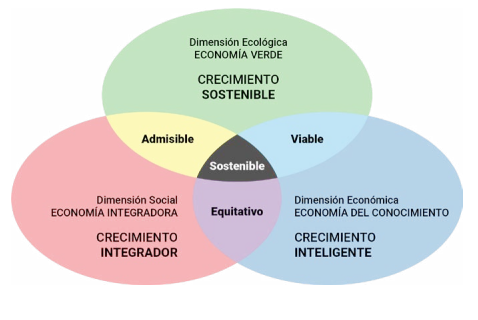 Dimensión Ecológica
ECONOMÍA VERDE
CRECIMIENTO
SOSTENIBLE
Admisible
Viable
Sostenible
Dimensión Social
ECONOMÍA INTEGRADORA
CRECIMIENTO
INTEGRADOR
Equitativo
Dimensión Económica
ECONOMÍA DEL CONOCIMIENTO
CRECIMIENTO
INTELIGENTE